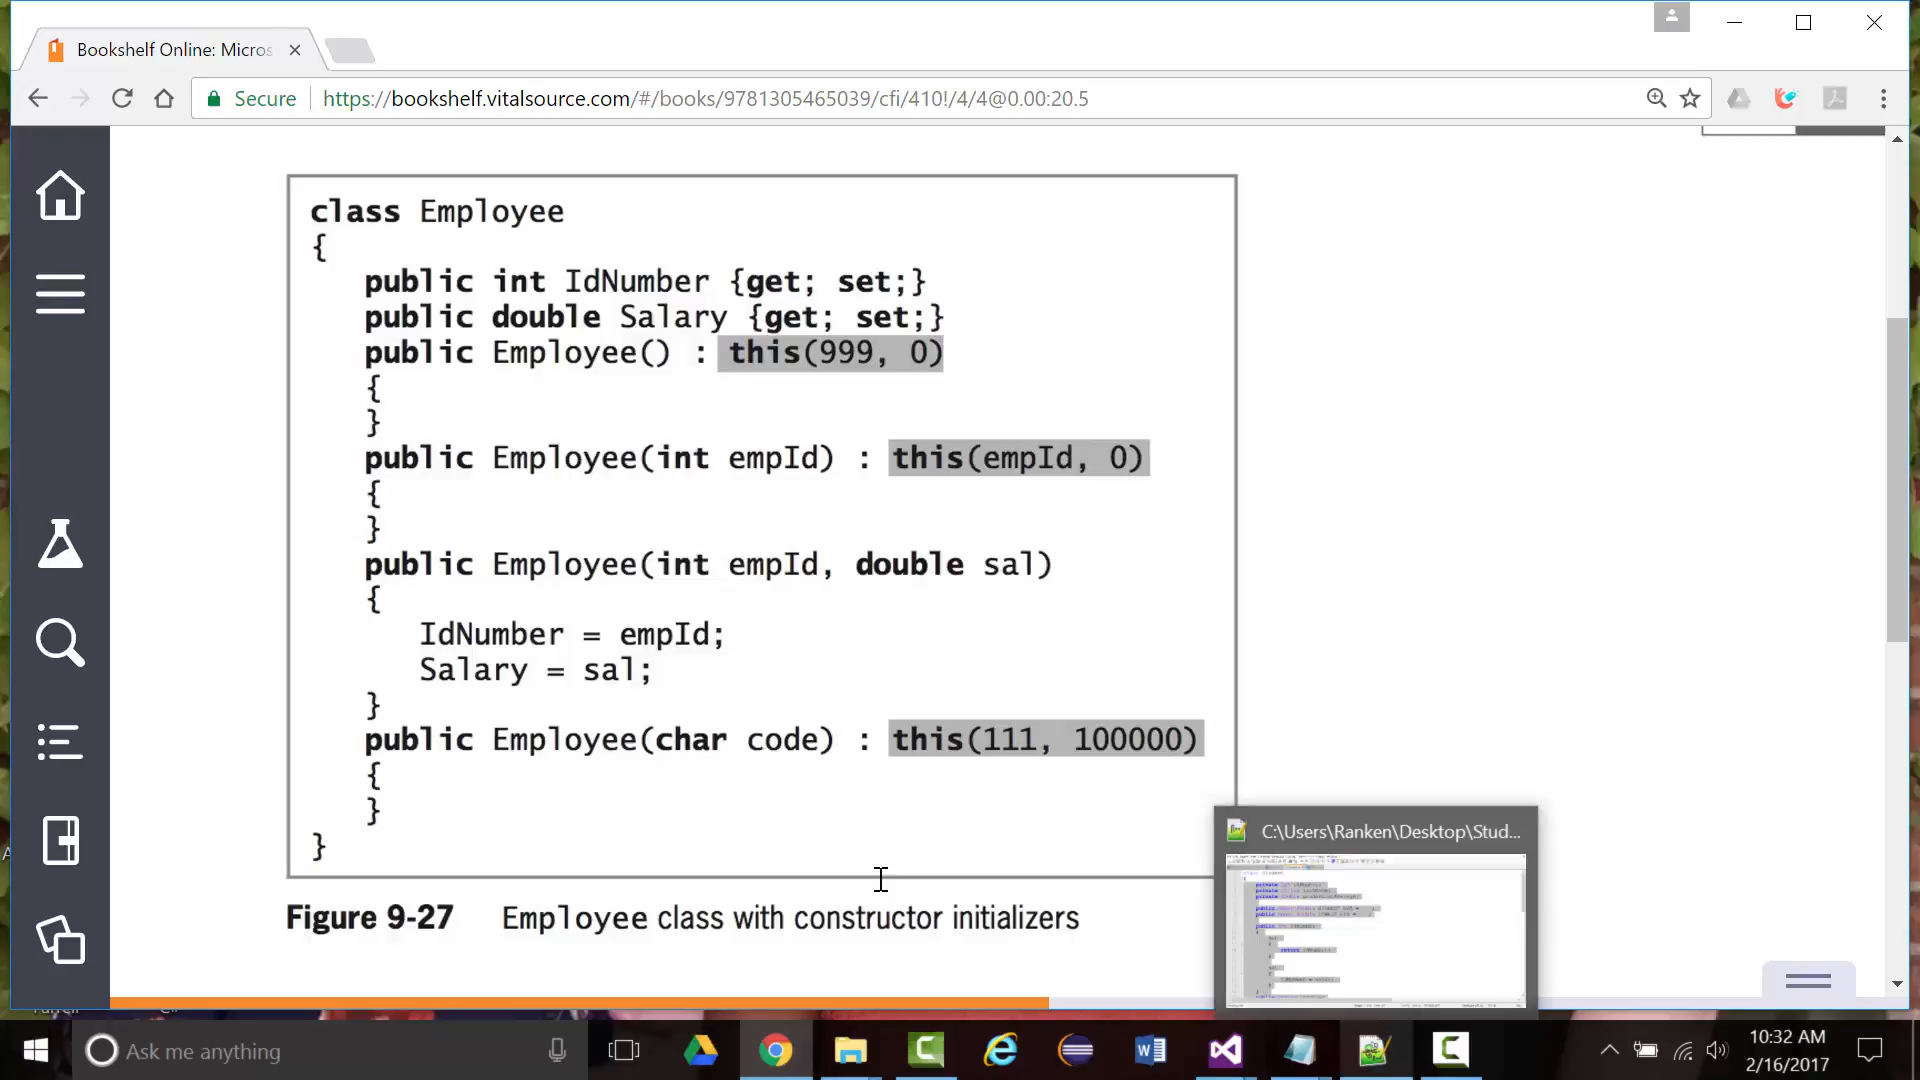 Bookshelf Online: Micros
Secure https://bookshelf.vitalsource.com/#/books/9781305465039/cfi/410!/4/4@0.00:20.5
class Employee
{
public int IdNumber {get; set;}
public double Salary {get; set;}
public Employee() : this(999, 0)
{
}
public Employee(int empId) : this(empId, 0)
{
}
public Employee(int empId, double sal)
{
IdNumber = empId;
Salary = sal;
}
public Employee(char code) : this(111, 100000)
{
}
}
Figure 9-27 Employee class with constructor initializers
C:\Users\Ranken\Desktop\Stud...
Ask me anything
10:32 AM
2/16/2017